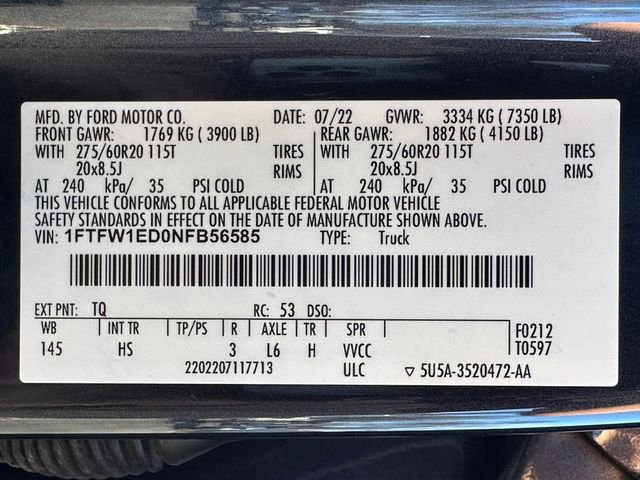 MFD. BY FORD MOTOR CO. DATE: 07/22 GVWR: 3334 KG ( 7350 LB)
FRONT GAWR: 1769 KG ( 3900 LB) REAR GAWR: 1882 KG ( 4150 LB)
WITH 275/60R20 115T TIRES WITH 275/60R20 115T TIRES
20x8.5J RIMS 20x8.5J RIMS
AT 240 kPa/ 35 PSI COLD AT 240 kPa/ 35 PSI COLD
THIS VEHICLE CONFORMS TO ALL APPLICABLE FEDERAL MOTOR VEHICLE
SAFETY STANDARDS IN EFFECT ON THE DATE OF MANUFACTURE SHOWN ABOVE.
VIN: 1FTFW1ED0NFB56585 TYPE: Truck
EXT PNT: TQ RC: 53 DSO:
WB INT TR TP/PS R AXLE TR SPR F0212
145 HS 3 L6 H VVCC T0597
2202207117713 ULC ▽ 5U5A-3520472-AA